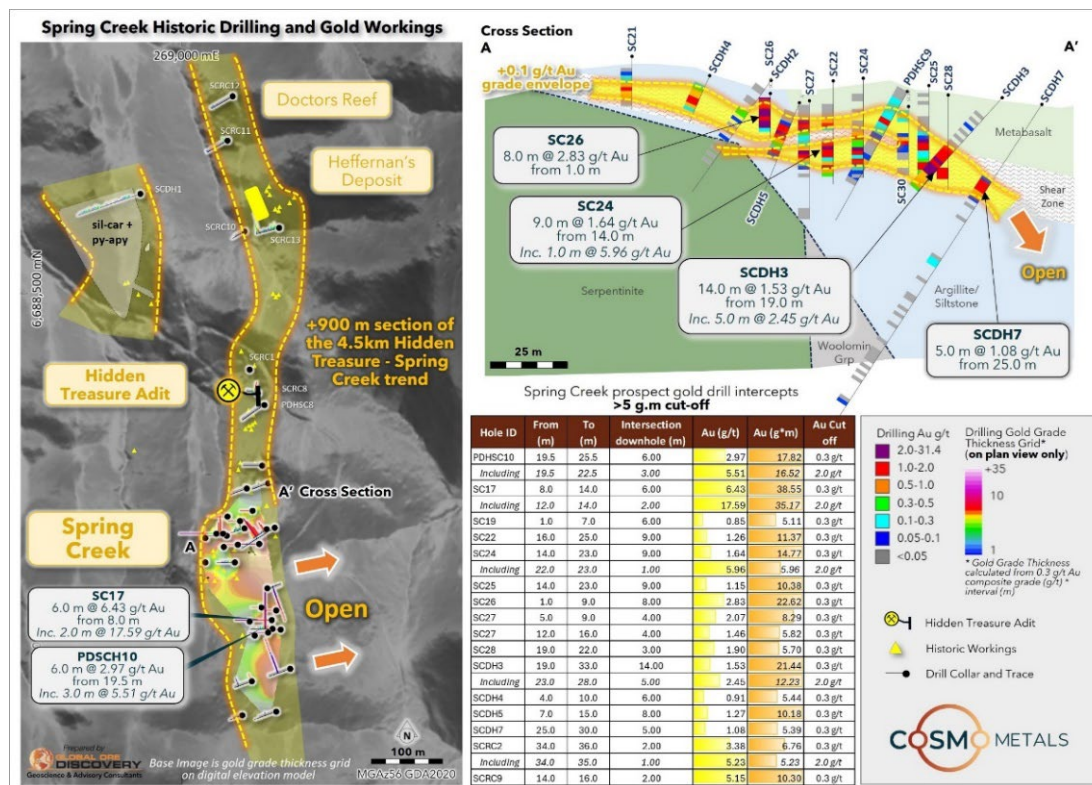 Spring Creek Historic Drilling and Gold Workings
269,000 mE
6,688,500 mN
SCRC12
Doctors Reef
SCRC11
Heffernan's
Deposit
SCDH1
sil-car +
py-apy
SCRC10
SCRC13
+900 m section of
the 4.5km Hidden
Treasure - Spring
Creek trend
SCRC1
Hidden
Treasure Adit
SCRC8
PDHSC8
A' Cross Section
Spring
Creek
A
Open
SC17
6.0 m @ 6.43 g/t Au
from 8.0 m
Inc. 2.0 m @ 17.59 g/t Au
PDSCH10
6.0 m @ 2.97 g/t Au
from 19.5 m
Inc. 3.0 m @ 5.51 g/t Au
Prepared by
GLOBAL ORE
DISCOVERY
Geoscience & Advisory Consultants
Base Image is gold grade thickness grid
on digital elevation model
N
100 m
MGAz56 GDA2020
Cross Section
A
A'
+0.1 g/t Au
grade envelope
SC21
SCDH4
SC26
SCDH2
SC27
SC22
SC24
PDHSC9
SC25
SC28
SCDH3
SCDH7
Metabasalt
SC26
8.0 m @ 2.83 g/t Au
from 1.0 m
SCDH5
SC30
Shear
Zone
SC24
9.0 m @ 1.64 g/t Au
from 14.0 m
Inc. 1.0 m @ 5.96 g/t Au
Open
SCDH3
14.0 m @ 1.53 g/t Au
from 19.0 m
Inc. 5.0 m @ 2.45 g/t Au
Serpentinite
Argillite/
Siltstone
SCDH7
5.0 m @ 1.08 g/t Au
from 25.0 m
Woolomin
Grp
25 m
Spring Creek prospect gold drill intercepts
>5 g.m cut-off
Hole ID From (m) To (m) Intersection downhole (m) Au (g/t) Au (g*m) Au Cut off
PDHSC10 19.5 25.5 6.00 2.97 17.82 0.3 g/t
Including 19.5 22.5 3.00 5.51 16.52 2.0 g/t
SC17 8.0 14.0 6.00 6.43 38.55 0.3 g/t
Including 12.0 14.0 2.00 17.59 35.17 2.0 g/t
SC19 1.0 7.0 6.00 0.85 5.11 0.3 g/t
SC22 16.0 25.0 9.00 1.26 11.37 0.3 g/t
SC24 14.0 23.0 9.00 1.64 14.77 0.3 g/t
Including 22.0 23.0 1.00 5.96 5.96 2.0 g/t
SC25 14.0 23.0 9.00 1.15 10.38 0.3 g/t
SC26 1.0 9.0 8.00 2.83 22.62 0.3 g/t
SC27 5.0 9.0 4.00 2.07 8.29 0.3 g/t
SC27 12.0 16.0 4.00 1.46 5.82 0.3 g/t
SC28 19.0 22.0 3.00 1.90 5.70 0.3 g/t
SCDH3 19.0 33.0 14.00 1.53 21.44 0.3 g/t
Including 23.0 28.0 5.00 2.45 12.23 2.0 g/t
SCDH4 4.0 10.0 6.00 0.91 5.44 0.3 g/t
SCDH5 7.0 15.0 8.00 1.27 10.18 0.3 g/t
SCDH7 25.0 30.0 5.00 1.08 5.39 0.3 g/t
SCRC2 34.0 36.0 2.00 3.38 6.76 0.3 g/t
Including 34.0 35.0 1.00 5.23 5.23 2.0 g/t
SCRC9 14.0 16.0 2.00 5.15 10.30 0.3 g/t
Drilling Au g/t
2.0-31.4
1.0-2.0
0.5-1.0
0.3-0.5
0.1-0.3
0.05-0.1
<0.05
Drilling Gold Grade
Thickness Grid*
(on plan view only)
+35
10
1
* Gold Grade Thickness
calculated from 0.3 g/t Au
composite grade (g/t) *
interval (m)
Hidden Treasure Adit
Historic Workings
Drill Collar and Trace
COSMO METALS